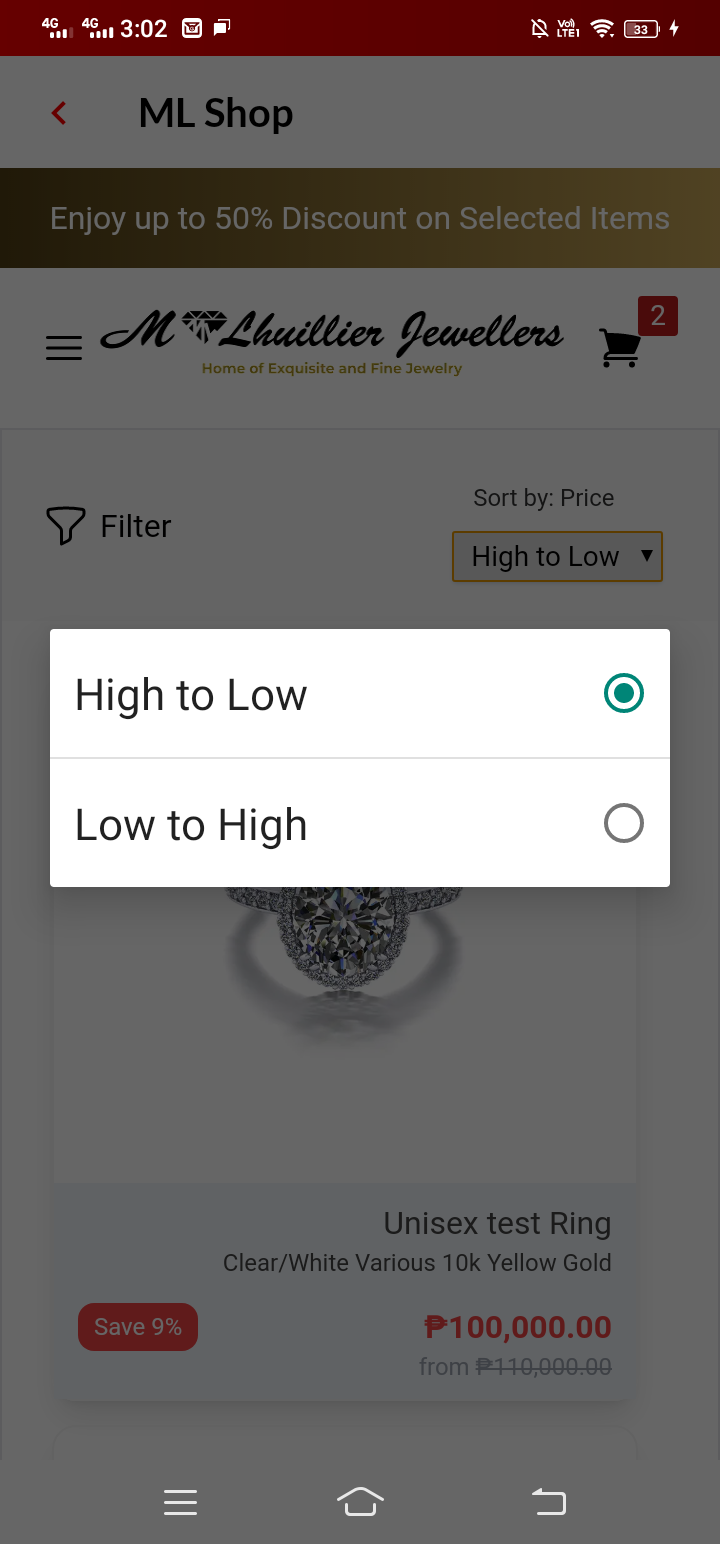 4G 4G 3:02 Vo) LTE1 33
ML Shop
Enjoy up to 50% Discount on Selected Items
2
M Lhuillier Jewellers
Home of Exquisite and Fine Jewelry
Sort by: Price
Filter
High to Low ▼
High to Low
Low to High
Unisex test Ring
Clear/White Various 10k Yellow Gold
Save 9% ₱100,000.00
from ₱110,000.00